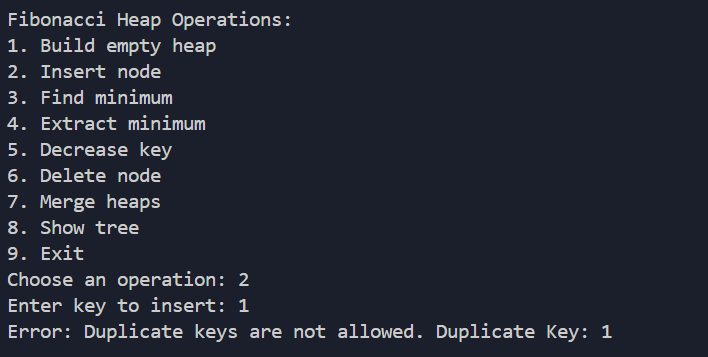 Fibonacci Heap Operations:
1. Build empty heap
2. Insert node
3. Find minimum
4. Extract minimum
5. Decrease key
6. Delete node
7. Merge heaps
8. Show tree
9. Exit
Choose an operation: 2
Enter key to insert: 1
Error: Duplicate keys are not allowed. Duplicate Key: 1